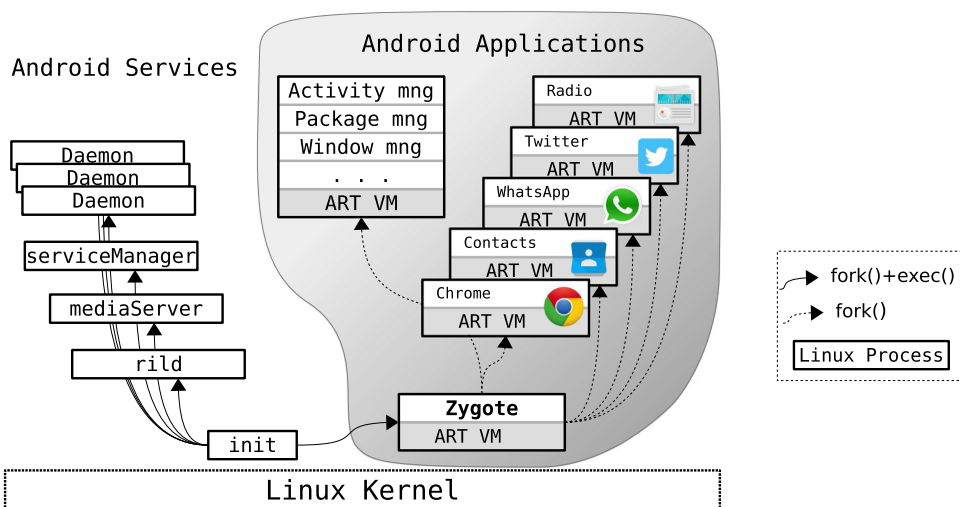 Android Applications
Android Services
Activity mng
Package mng
Window mng
. . .
ART VM
Radio
ART VM
Twitter
ART VM
WhatsApp
ART VM
Contacts
ART VM
Chrome
ART VM
Daemon
Daemon
Daemon
serviceManager
mediaServer
rild
init
Zygote
ART VM
Linux Kernel
fork()+exec()
fork()
Linux Process